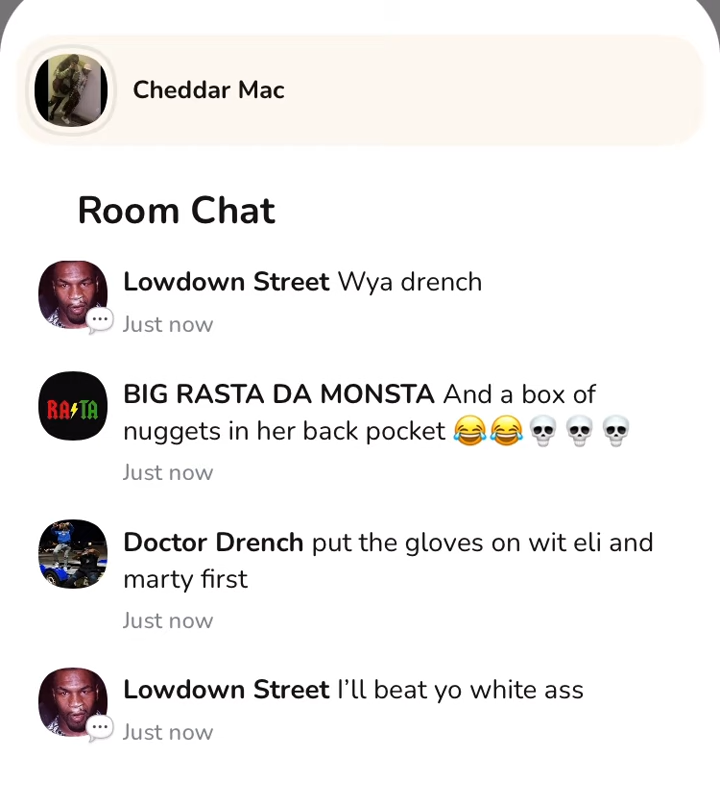 Cheddar Mac
Room Chat
Lowdown Street Wya drench
Just now
RASTA
BIG RASTA DA MONSTA And a box of
nuggets in her back pocket 😂😂💀💀💀
Just now
Doctor Drench put the gloves on wit eli and
marty first
Just now
Lowdown Street I’ll beat yo white ass
Just now